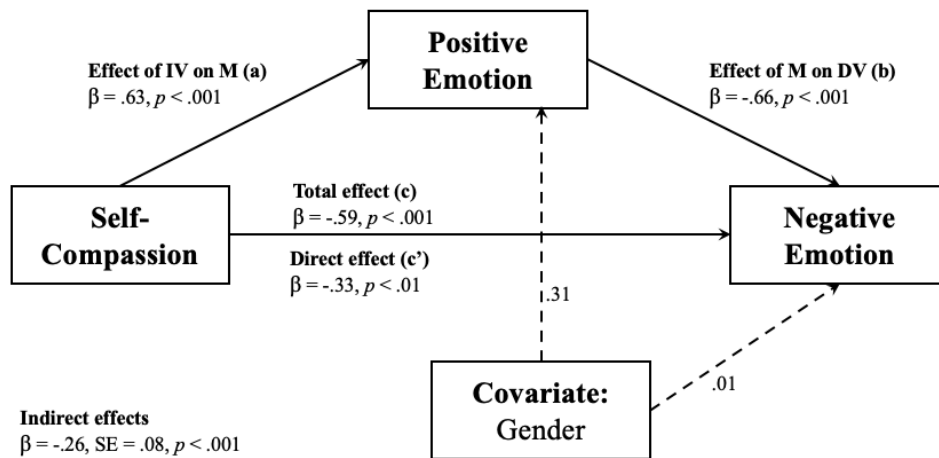 Positive
Emotion
Effect of IV on M (a)
β = .63, p < .001
Effect of M on DV (b)
β = -.66, p < .001
Self-
Compassion
Total effect (c)
β = -.59, p < .001
Direct effect (c’)
β = -.33, p < .01
Negative
Emotion
.31
.01
Covariate:
Gender
Indirect effects
β = -.26, SE = .08, p < .001